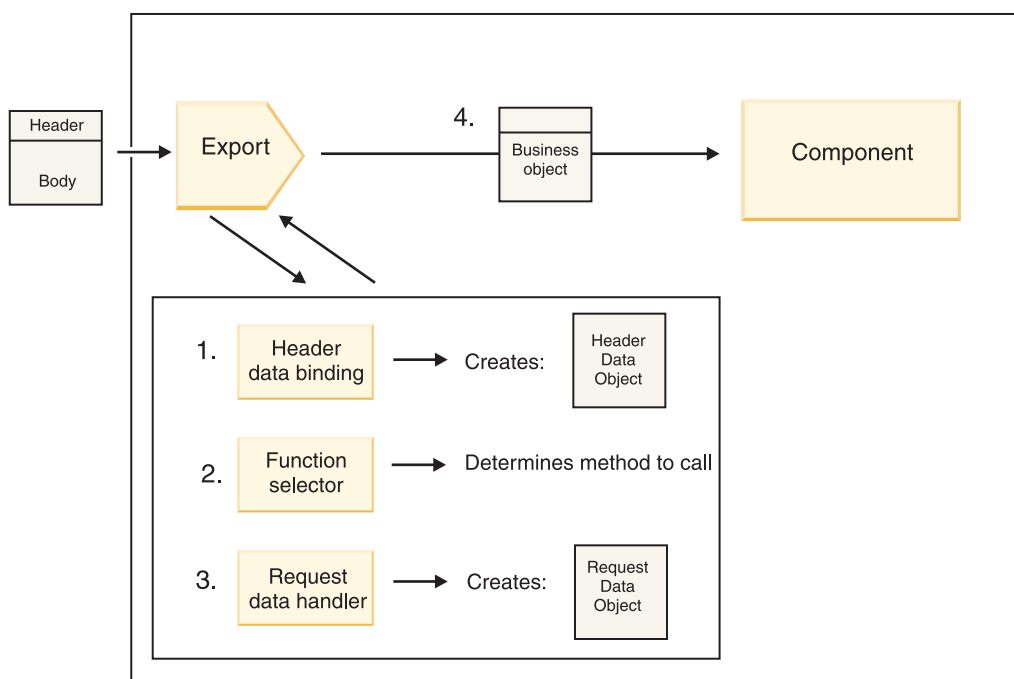 Header
Body
Export
4.
Business
object
Component
1.
Header
data binding
Creates:
Header
Data
Object
2.
Function
selector
Determines method to call
3.
Request
data handler
Creates:
Request
Data
Object